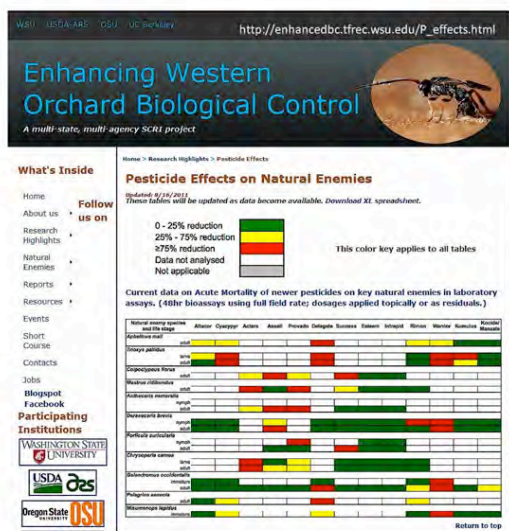 WSU USDA-ARS OSU UC Berkeley
http://enhancedbc.tfrec.wsu.edu/P_effects.html
Enhancing Western
Orchard Biological Control
A multi-state, multi-agency SCRI project
What's Inside
Home
About us
Research
Highlights
Natural
Enemies
Reports
Resources
Events
Short
Course
Contacts
Jobs
Blogspot
Facebook
Follow
us on
Participating
Institutions
WASHINGTON STATE
UNIVERSITY
USDA
Oregon State
UNIVERSITY
OSU
Home > Research Highlights > Pesticide Effects
Pesticide Effects on Natural Enemies
Updated: 9/16/2011
These tables will be updated as data become available. Download XL spreadsheet.
0 - 25% reduction
25% - 75% reduction
≥75% reduction
Data not analysed
Not applicable
This color key applies to all tables
Current data on Acute Mortality of newer pesticides on key natural enemies in laboratory
assays. (48hr bioassays using full field rate; dosages applied topically or as residuals.)
Natural enemy species
and life stage
Altacor Cyazypyr Actara Assail Provado Delegate Success Esteem Intrepid Rimon Warrior Kumulus Kocide/
Manzate
Aphelinus mali
adult
Trioxys pallidus
larva
adult
adult
adult
nymph
adult
Deraeocoris brevis
nymph
adult
Forficula auricularia
nymph
adult
Chrysoperla carnea
larva
adult
Galendromus occidentalis
immature
adult
adult
Misumenops lepidus
immature
Return to top